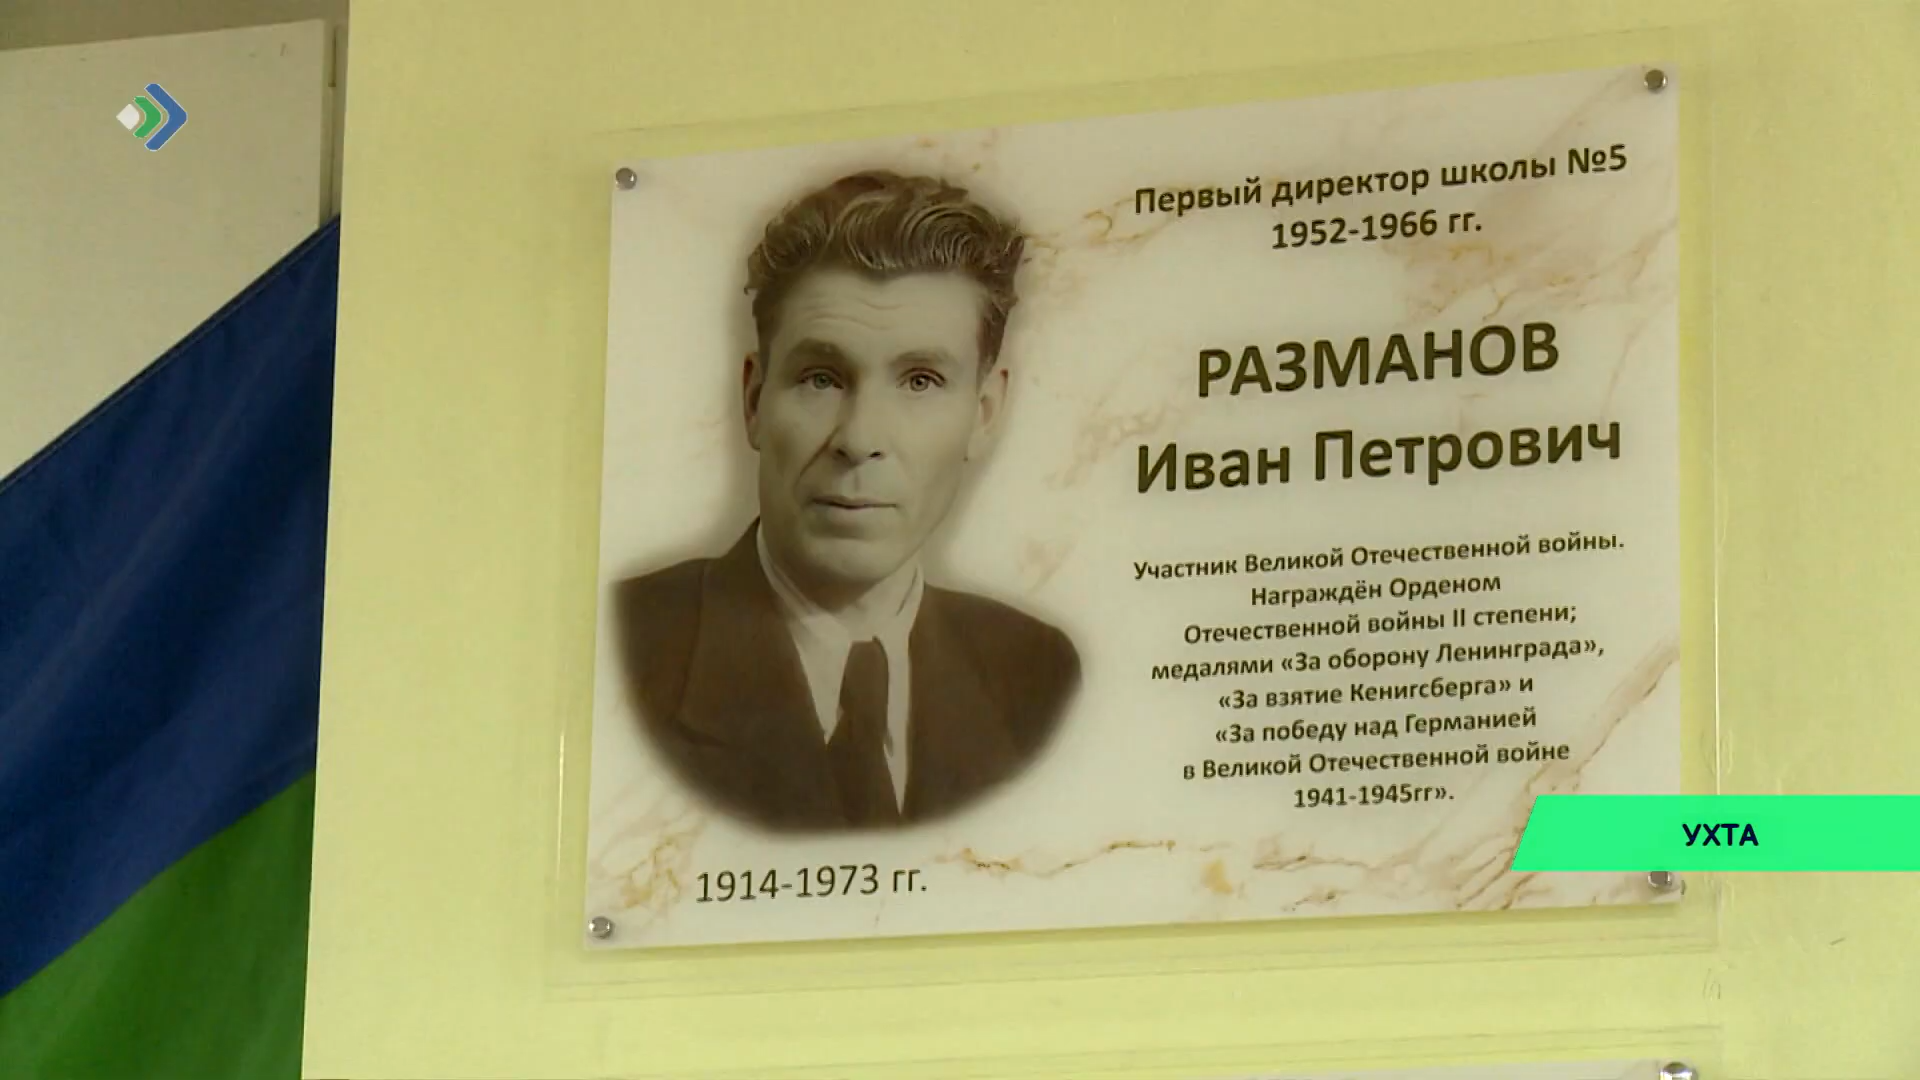 Первый директор школы №5
1952-1966 гг.
РАЗМАНОВ
Иван Петрович
Участник Великой Отечественной войны.
Награждён Орденом
Отечественной войны II степени;
медалями «За оборону Ленинграда»,
«За взятие Кенигсберга» и
«За победу над Германией
в Великой Отечественной войне
1941-1945гг».
1914-1973 гг.
УХТА